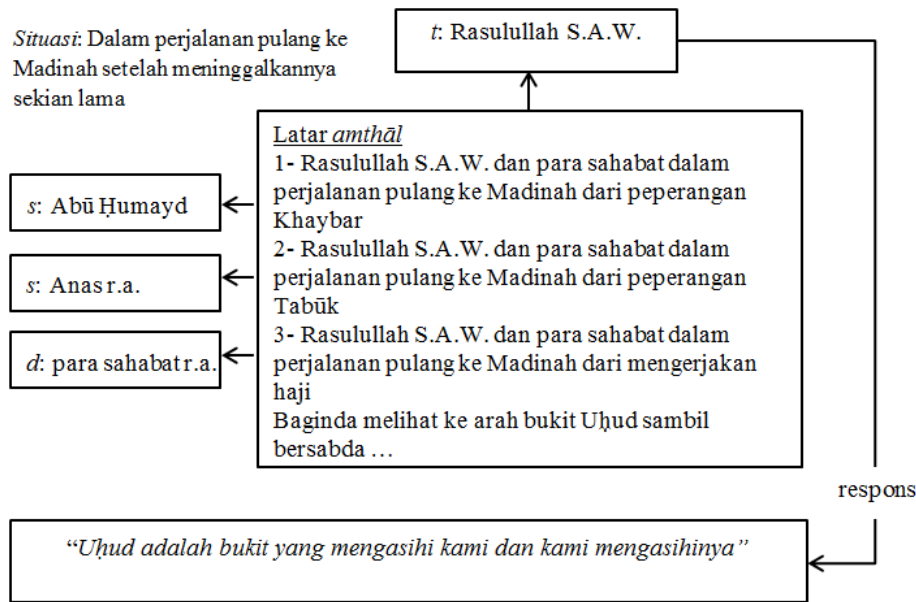 Situasi: Dalam perjalanan pulang ke
Madinah setelah meninggalkannya
sekian lama
t: Rasulullah S.A.W.
Latar amthāl
1- Rasulullah S.A.W. dan para sahabat dalam
perjalanan pulang ke Madinah dari peperangan
Khaybar
2- Rasulullah S.A.W. dan para sahabat dalam
perjalanan pulang ke Madinah dari peperangan
Tabūk
3- Rasulullah S.A.W. dan para sahabat dalam
perjalanan pulang ke Madinah dari mengerjakan
haji
Baginda melihat ke arah bukit Uḥud sambil
bersabda …
s: Abū Ḥumayd
s: Anas r.a.
d: para sahabat r.a.
respons
“Uḥud adalah bukit yang mengasihi kami dan kami mengasihinya”